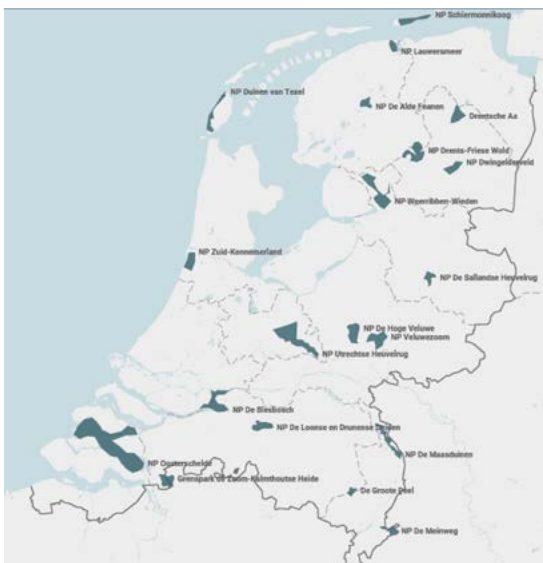 NP Schiermonnikoog
NP Lauwersmeer
WADDENEILAND
NP Duinen van Texel
NP De Alde Feanen
Drentsche Aa
NP Drents-Friese Wold
NP Dwingelderveld
NP Weerribben-Wieden
NP Zuid-Kennemerland
NP De Sallandse Heuvelrug
NP De Hoge Veluwe
NP Veluwezoom
NP Utrechtse Heuvelrug
NP De Biesbosch
NP De Loonse en Drunense Duinen
NP De Maasduinen
NP Oosterschelde
Grenspark de Zoom-Kalmthoutse Heide
De Groote Peel
NP De Meinweg